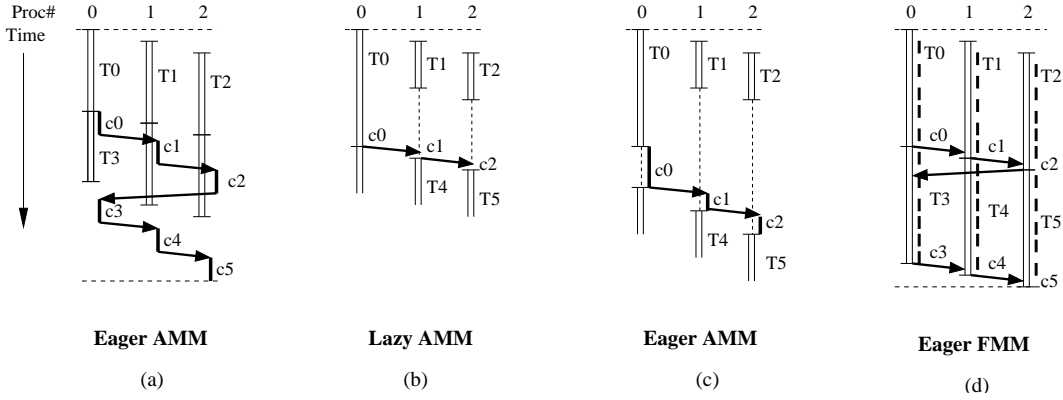 Proc# 0 1 2 0 1 2 0 1 2 0 1 2
Time
T0 T1 T2 T0 T1 T2 T0 T1 T2 T0 T1 T2
c0 c1 c0 c1 c2 c0 c1 c2
T3 c2 T4 T5 c0 c1 c2 T3 T4 T5
c3 c4 T4 T5 c3 c4 c5
c5
Eager AMM Lazy AMM Eager AMM Eager FMM
(a) (b) (c) (d)